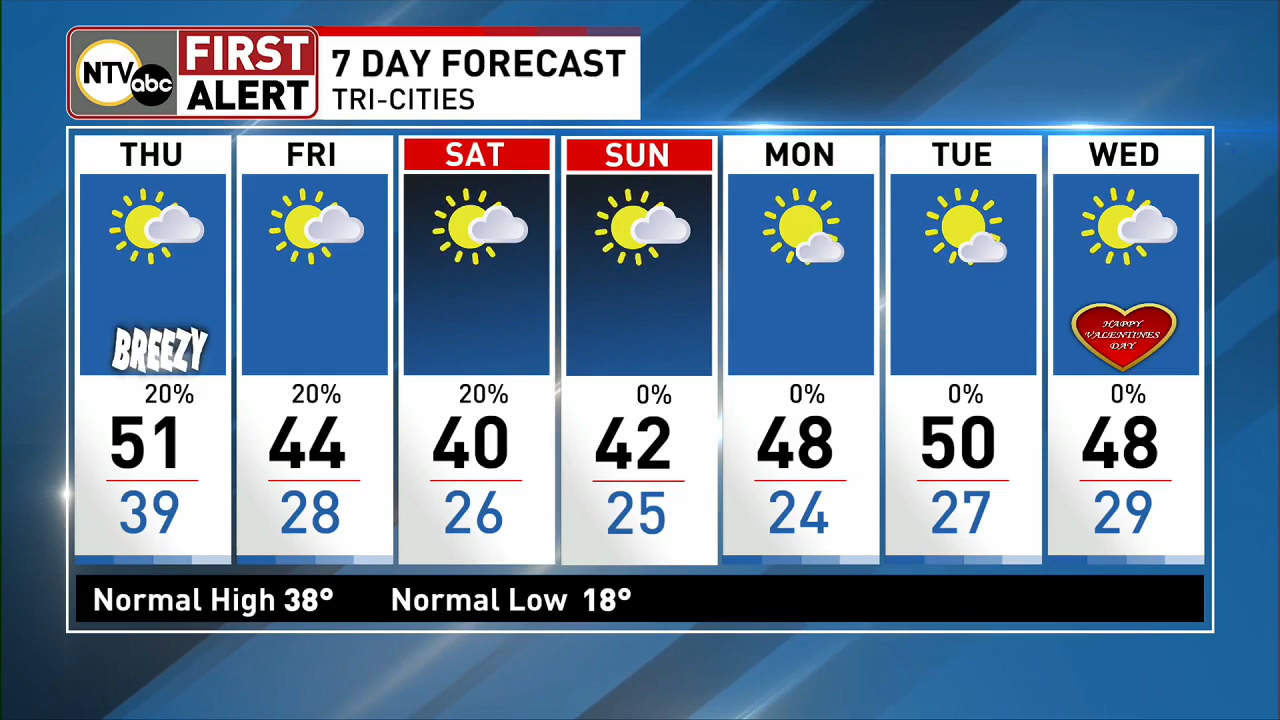 NTV abc FIRST ALERT
7 DAY FORECAST
TRI-CITIES
THU FRI SAT SUN MON TUE WED
BREEZY
HAPPY
VALENTINES
DAY
20% 20% 20% 0% 0% 0% 0%
51 44 40 42 48 50 48
39 28 26 25 24 27 29
Normal High 38° Normal Low 18°